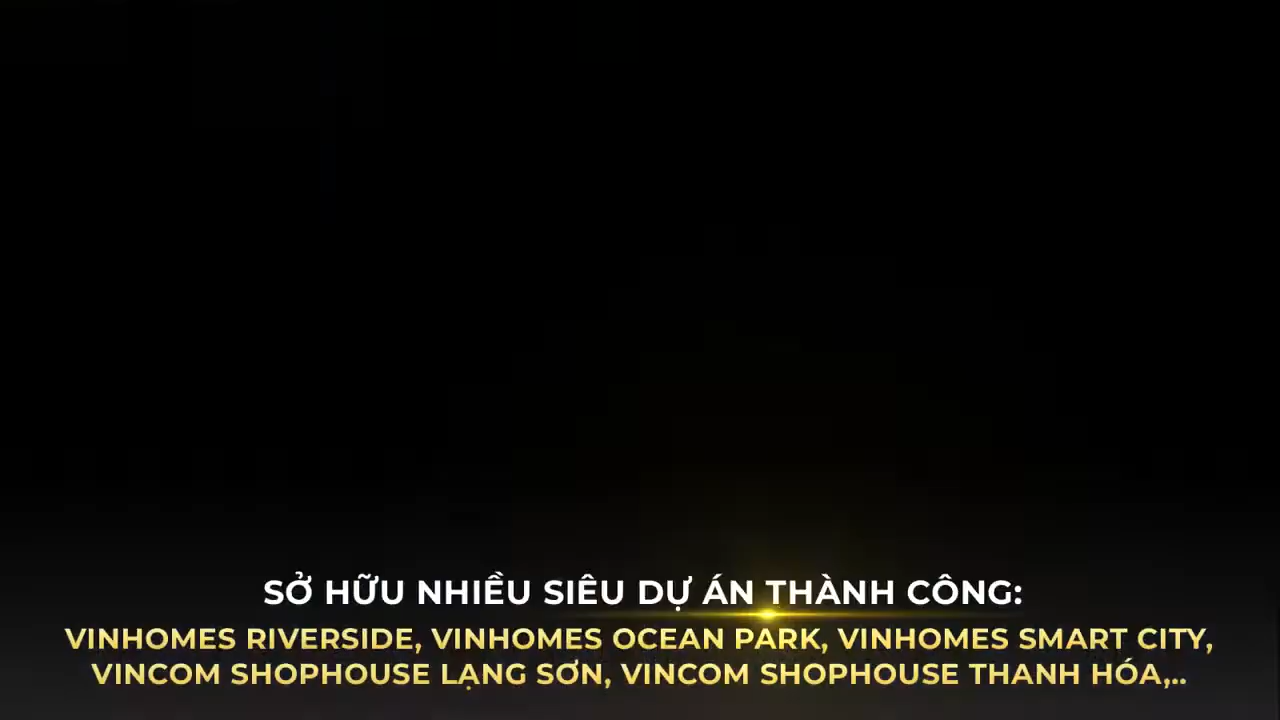 SỞ HỮU NHIỀU SIÊU DỰ ÁN THÀNH CÔNG:
VINHOMES RIVERSIDE, VINHOMES OCEAN PARK, VINHOMES SMART CITY,
VINCOM SHOPHOUSE LẠNG SƠN, VINCOM SHOPHOUSE THANH HÓA,..